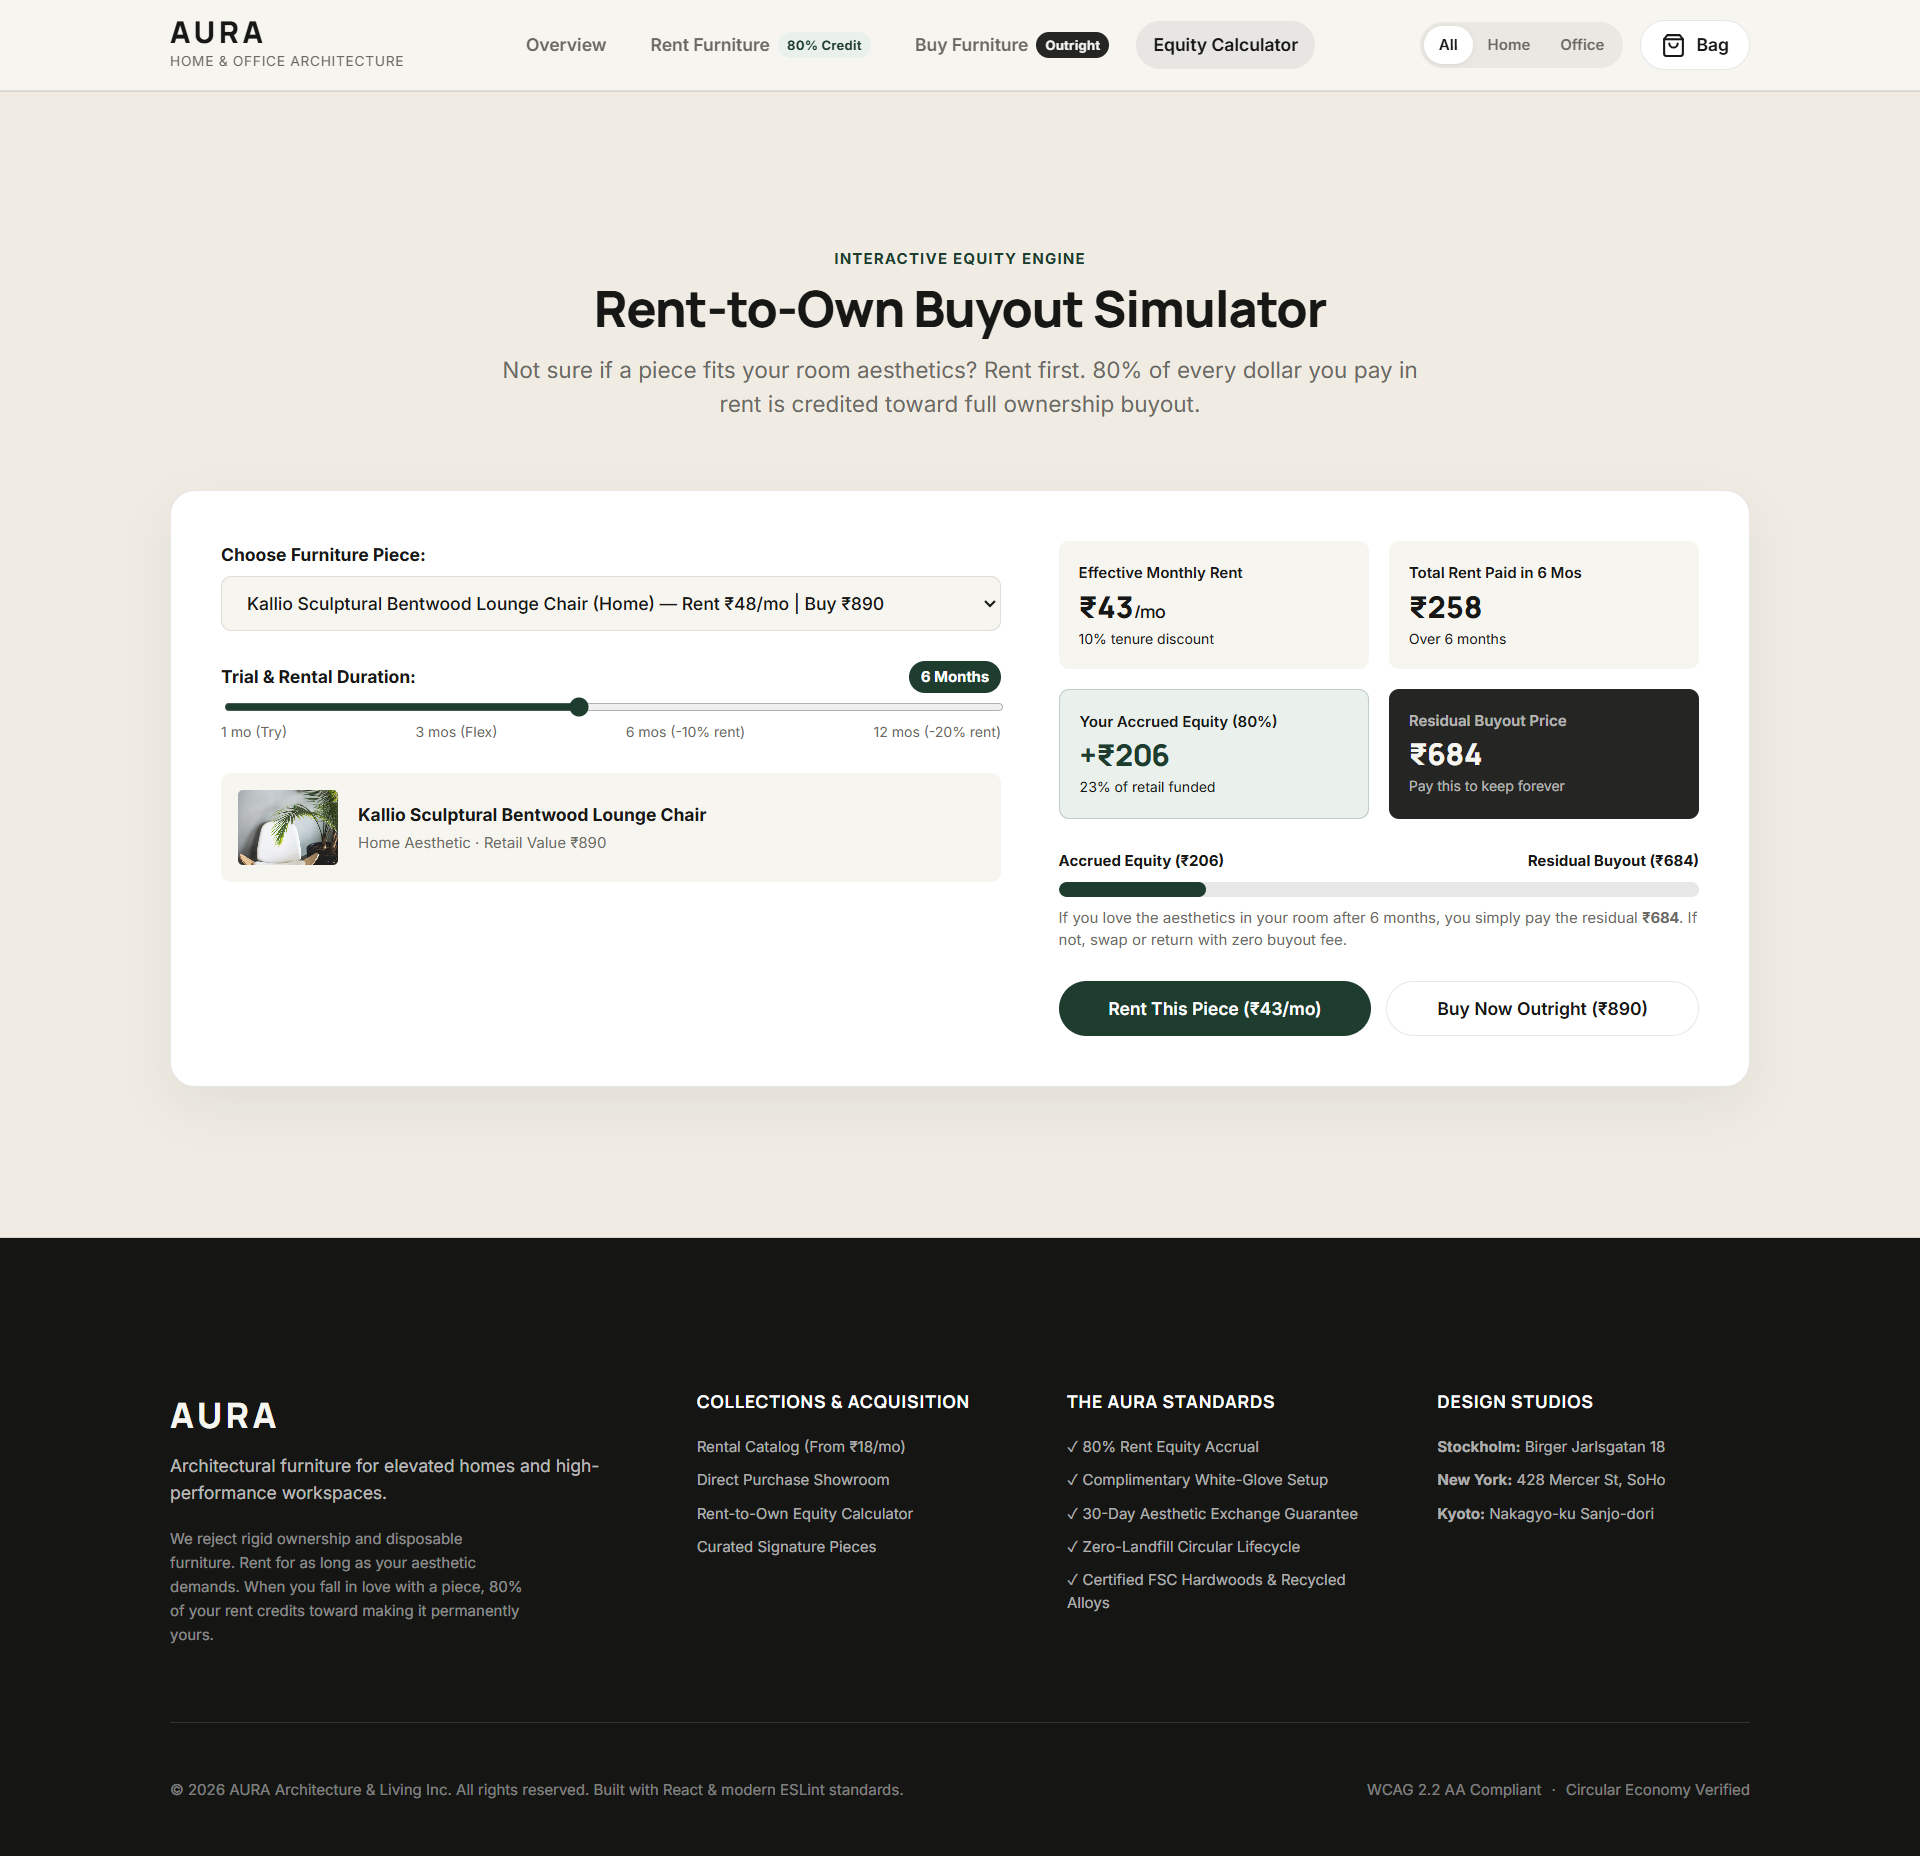 AURA
HOME & OFFICE ARCHITECTURE
Overview
Rent Furniture 80% Credit
Buy Furniture Outright
Equity Calculator
All Home Office
Bag
INTERACTIVE EQUITY ENGINE
Rent-to-Own Buyout Simulator
Not sure if a piece fits your room aesthetics? Rent first. 80% of every dollar you pay in
rent is credited toward full ownership buyout.
Choose Furniture Piece:
Kallio Sculptural Bentwood Lounge Chair (Home) — Rent ₹48/mo | Buy ₹890
Trial & Rental Duration:
6 Months
1 mo (Try) 3 mos (Flex) 6 mos (-10% rent) 12 mos (-20% rent)
Kallio Sculptural Bentwood Lounge Chair
Home Aesthetic · Retail Value ₹890
Effective Monthly Rent
₹43/mo
10% tenure discount
Total Rent Paid in 6 Mos
₹258
Over 6 months
Your Accrued Equity (80%)
+₹206
23% of retail funded
Residual Buyout Price
₹684
Pay this to keep forever
Accrued Equity (₹206) Residual Buyout (₹684)
If you love the aesthetics in your room after 6 months, you simply pay the residual ₹684. If
not, swap or return with zero buyout fee.
Rent This Piece (₹43/mo)
Buy Now Outright (₹890)
AURA
Architectural furniture for elevated homes and high-
performance workspaces.
We reject rigid ownership and disposable
furniture. Rent for as long as your aesthetic
demands. When you fall in love with a piece, 80%
of your rent credits toward making it permanently
yours.
COLLECTIONS & ACQUISITION
Rental Catalog (From ₹18/mo)
Direct Purchase Showroom
Rent-to-Own Equity Calculator
Curated Signature Pieces
THE AURA STANDARDS
✓ 80% Rent Equity Accrual
✓ Complimentary White-Glove Setup
✓ 30-Day Aesthetic Exchange Guarantee
✓ Zero-Landfill Circular Lifecycle
✓ Certified FSC Hardwoods & Recycled
Alloys
DESIGN STUDIOS
Stockholm: Birger Jarlsgatan 18
New York: 428 Mercer St, SoHo
Kyoto: Nakagyo-ku Sanjo-dori
© 2026 AURA Architecture & Living Inc. All rights reserved. Built with React & modern ESLint standards.
WCAG 2.2 AA Compliant · Circular Economy Verified